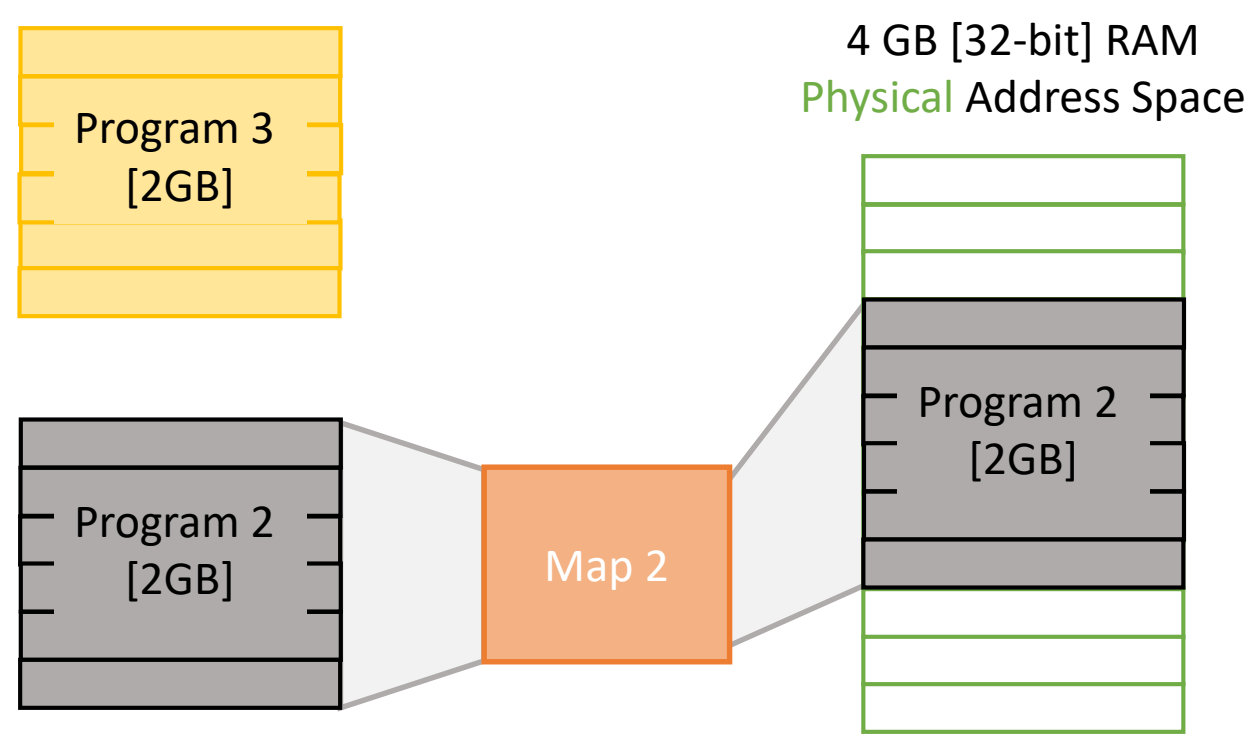 Program 3
[2GB]
4 GB [32-bit] RAM
Physical Address Space
Program 2
[2GB]
Map 2
Program 2
[2GB]